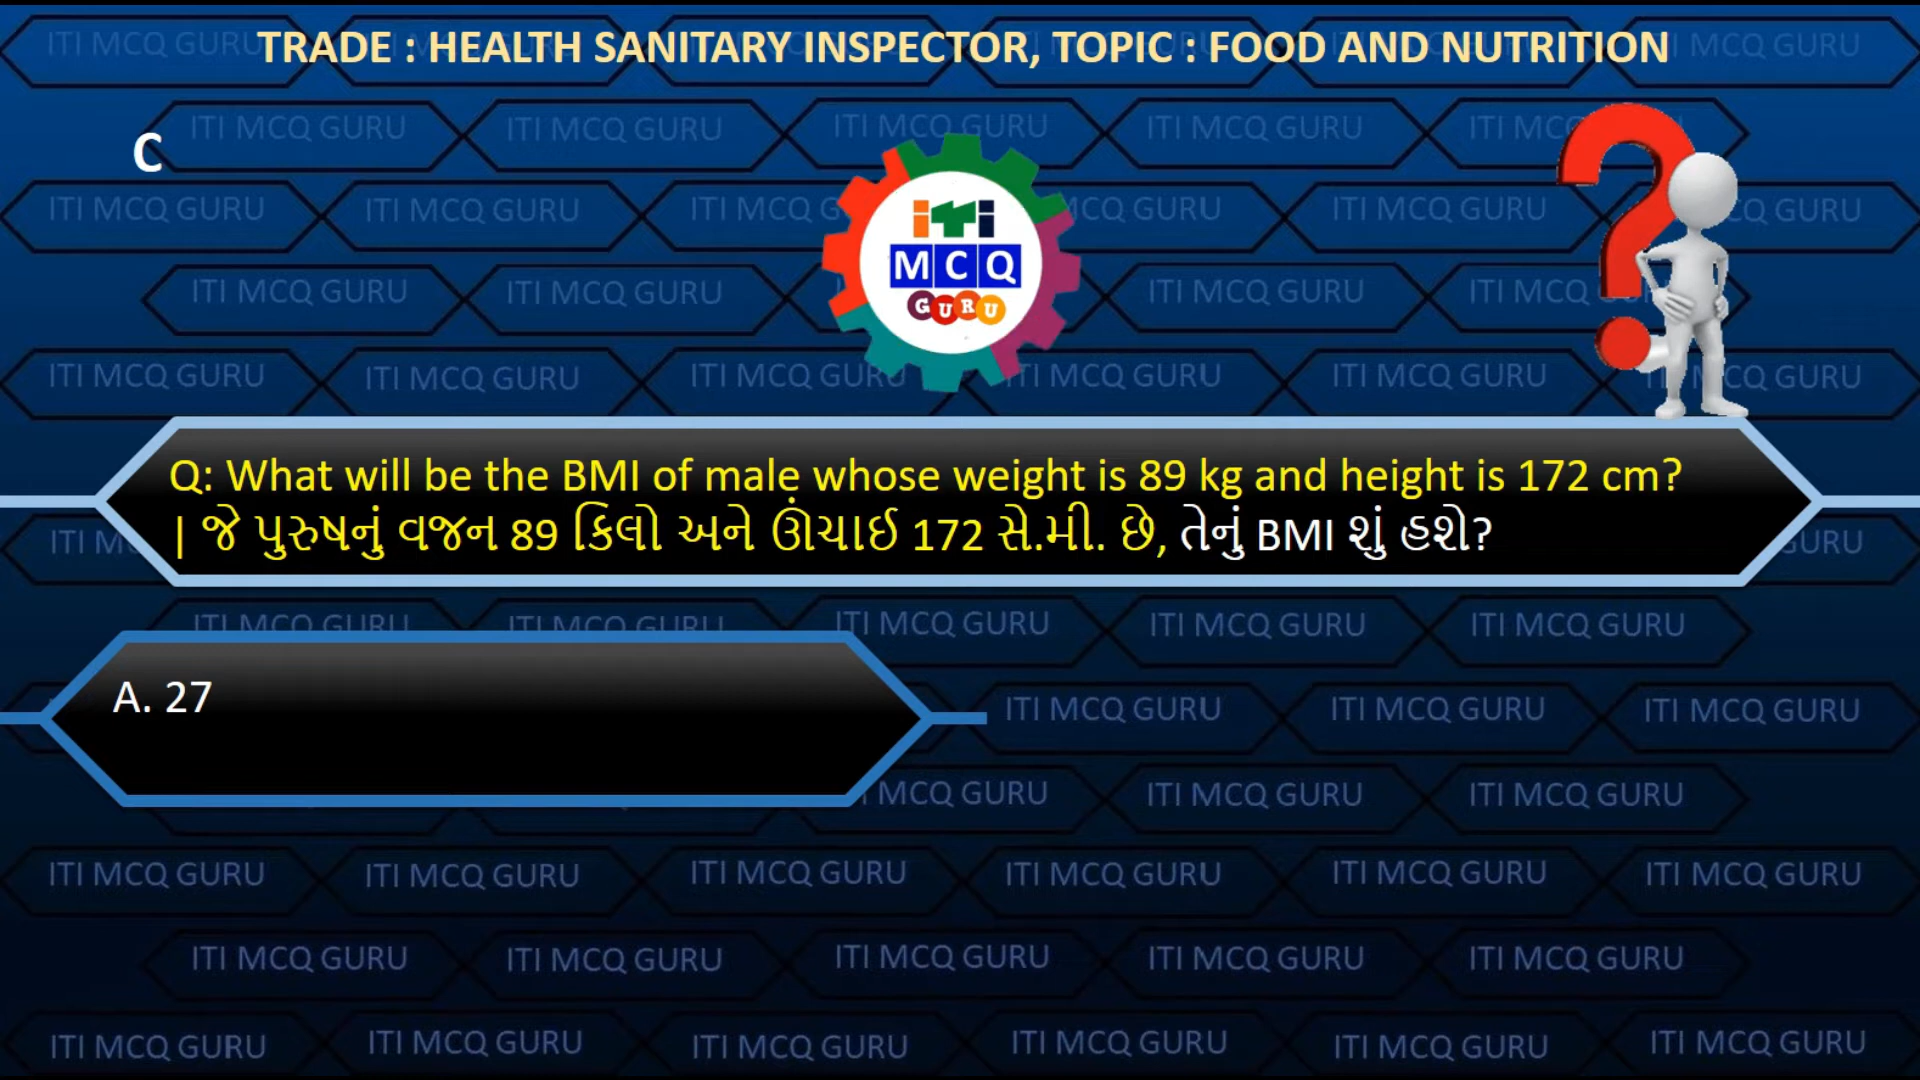 TRADE : HEALTH SANITARY INSPECTOR, TOPIC : FOOD AND NUTRITION
C
iTi
MCQ
GURU
Q: What will be the BMI of male whose weight is 89 kg and height is 172 cm?
| જે પુરુષનું વજન 89 કિલો અને ઊંચાઈ 172 સે.મી. છે, તેનું BMI શું હશે?
A. 27
ITI MCQ GURU